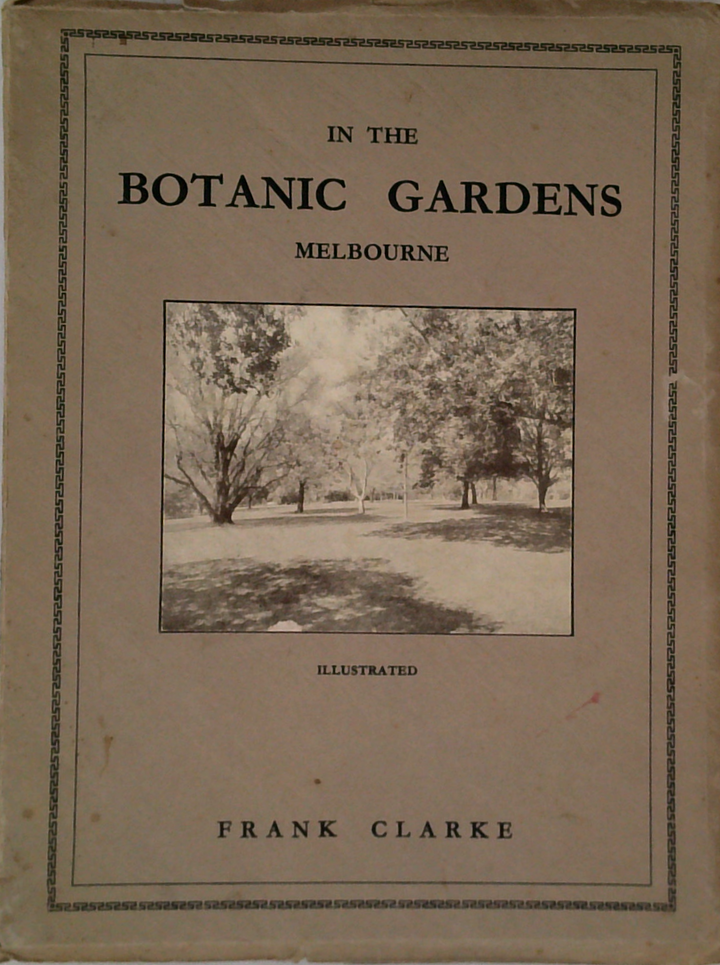 IN THE
BOTANIC GARDENS
MELBOURNE
ILLUSTRATED
FRANK CLARKE